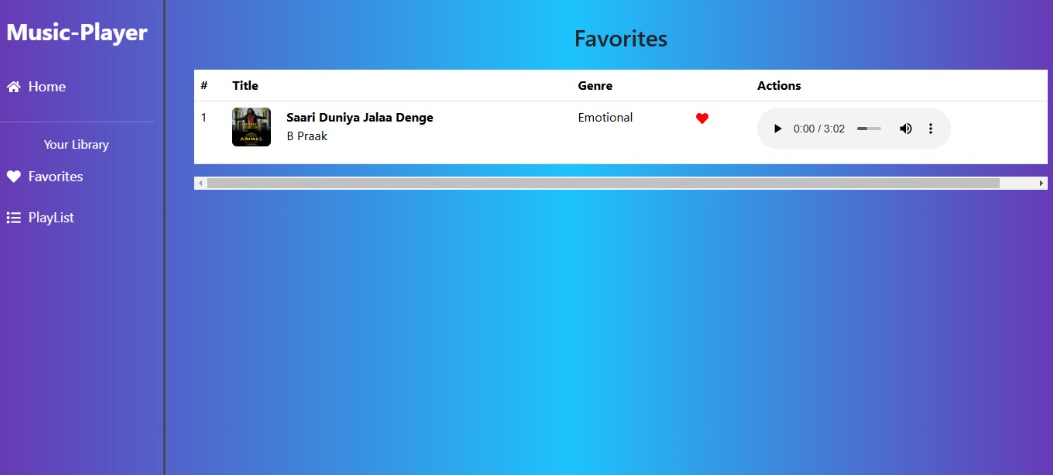 Music-Player
Home
Your Library
Favorites
PlayList
Favorites
# Title Genre Actions
1 Saari Duniya Jalaa Denge Emotional 0:00 / 3:02
B Praak
ANIMAL